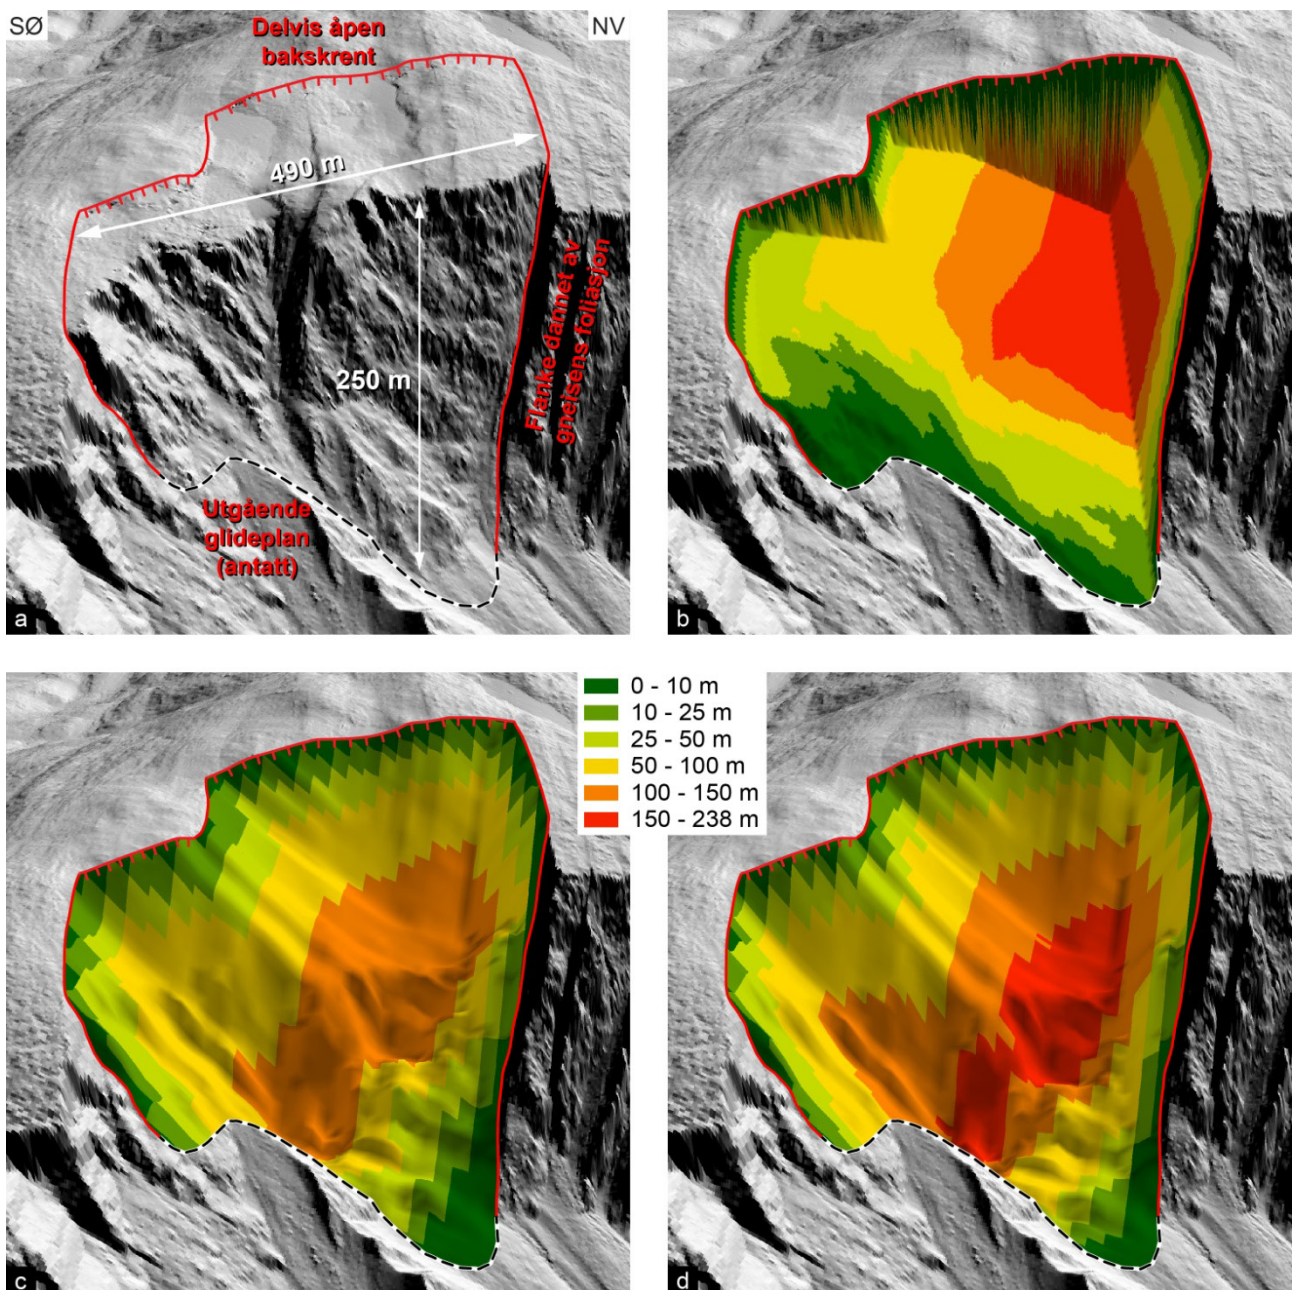 SØ
Delvis åpen
bakskrent
NV
490 m
250 m
Flanke dannet av
gneisens foliasjon
Utgående
glideplan
(antatt)
a
b
0 - 10 m
10 - 25 m
25 - 50 m
50 - 100 m
100 - 150 m
150 - 238 m
c
d